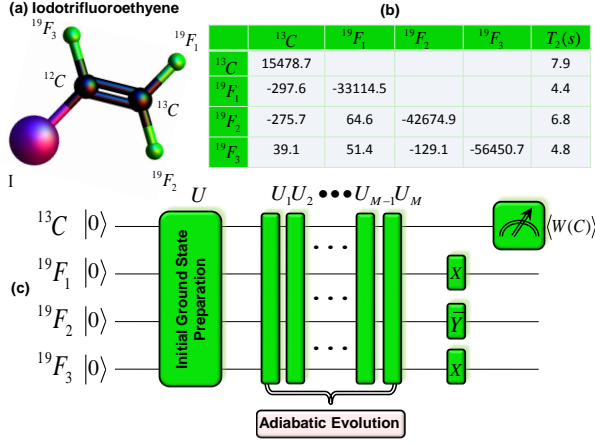 (a) Iodotrifluoroethyene
¹⁹F₃
¹⁹F₁
¹²C
¹³C
I
¹⁹F₂
(b)
¹³C ¹⁹F₁ ¹⁹F₂ ¹⁹F₃ T₂(s)
¹³C 15478.7 7.9
¹⁹F₁ -297.6 -33114.5 4.4
¹⁹F₂ -275.7 64.6 -42674.9 6.8
¹⁹F₃ 39.1 51.4 -129.1 -56450.7 4.8
(c)
U U₁U₂ ••• U_{M−1}U_M
¹³C |0⟩ ... ⟨W(C)⟩
¹⁹F₁ |0⟩ ... X
¹⁹F₂ |0⟩ ... Y̅
¹⁹F₃ |0⟩ X
Initial Ground State
Preparation
Adiabatic Evolution